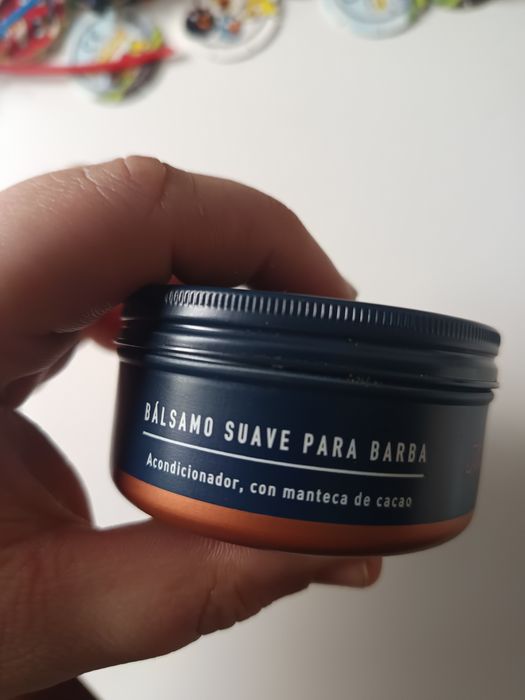 BÁLSAMO SUAVE PARA BARBA
Acondicionador, con manteca de cacao